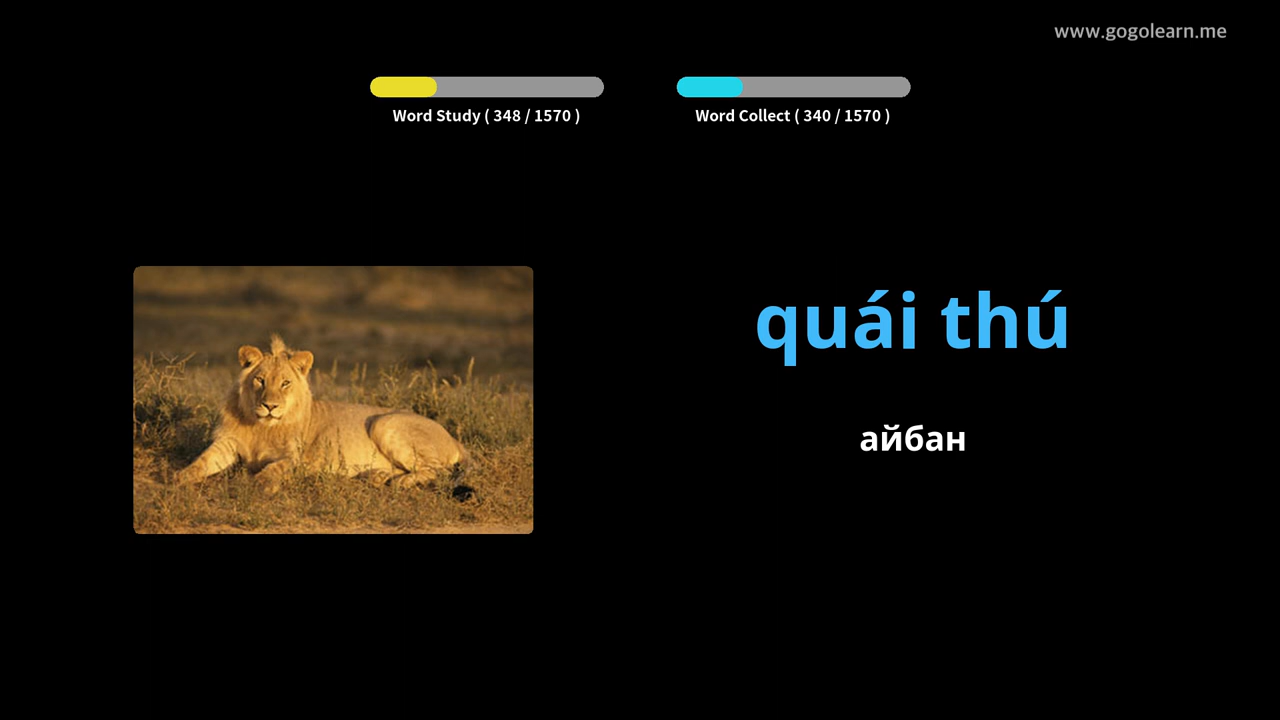 www.gogolearn.me
Word Study ( 348 / 1570 )
Word Collect ( 340 / 1570 )
quái thú
айбан